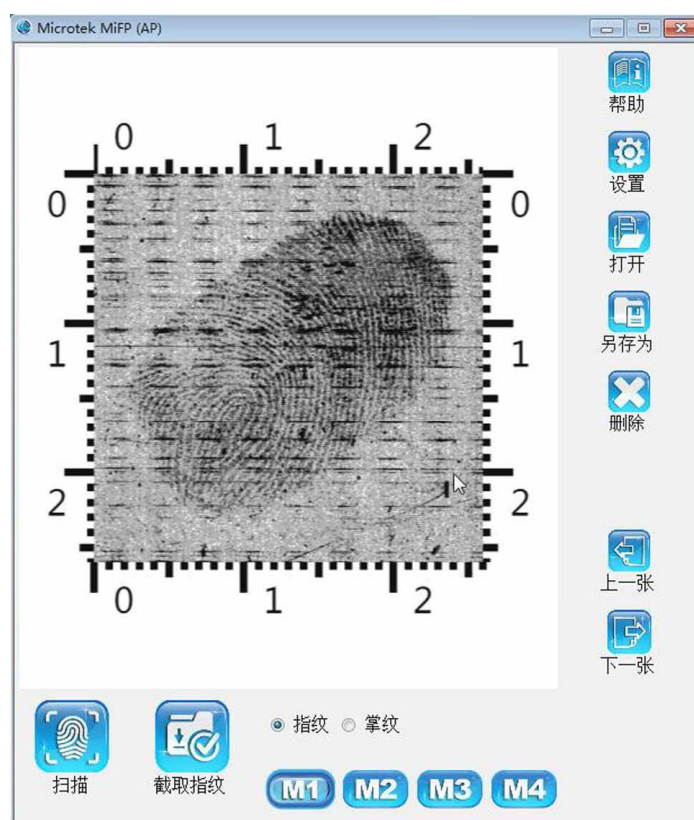 Microtek MiFP (AP)
帮助
设置
打开
另存为
删除
0 1 2
0 0
1 1
2 2
0 1 2
上一张
下一张
扫描
截取指纹
指纹 掌纹
M1 M2 M3 M4